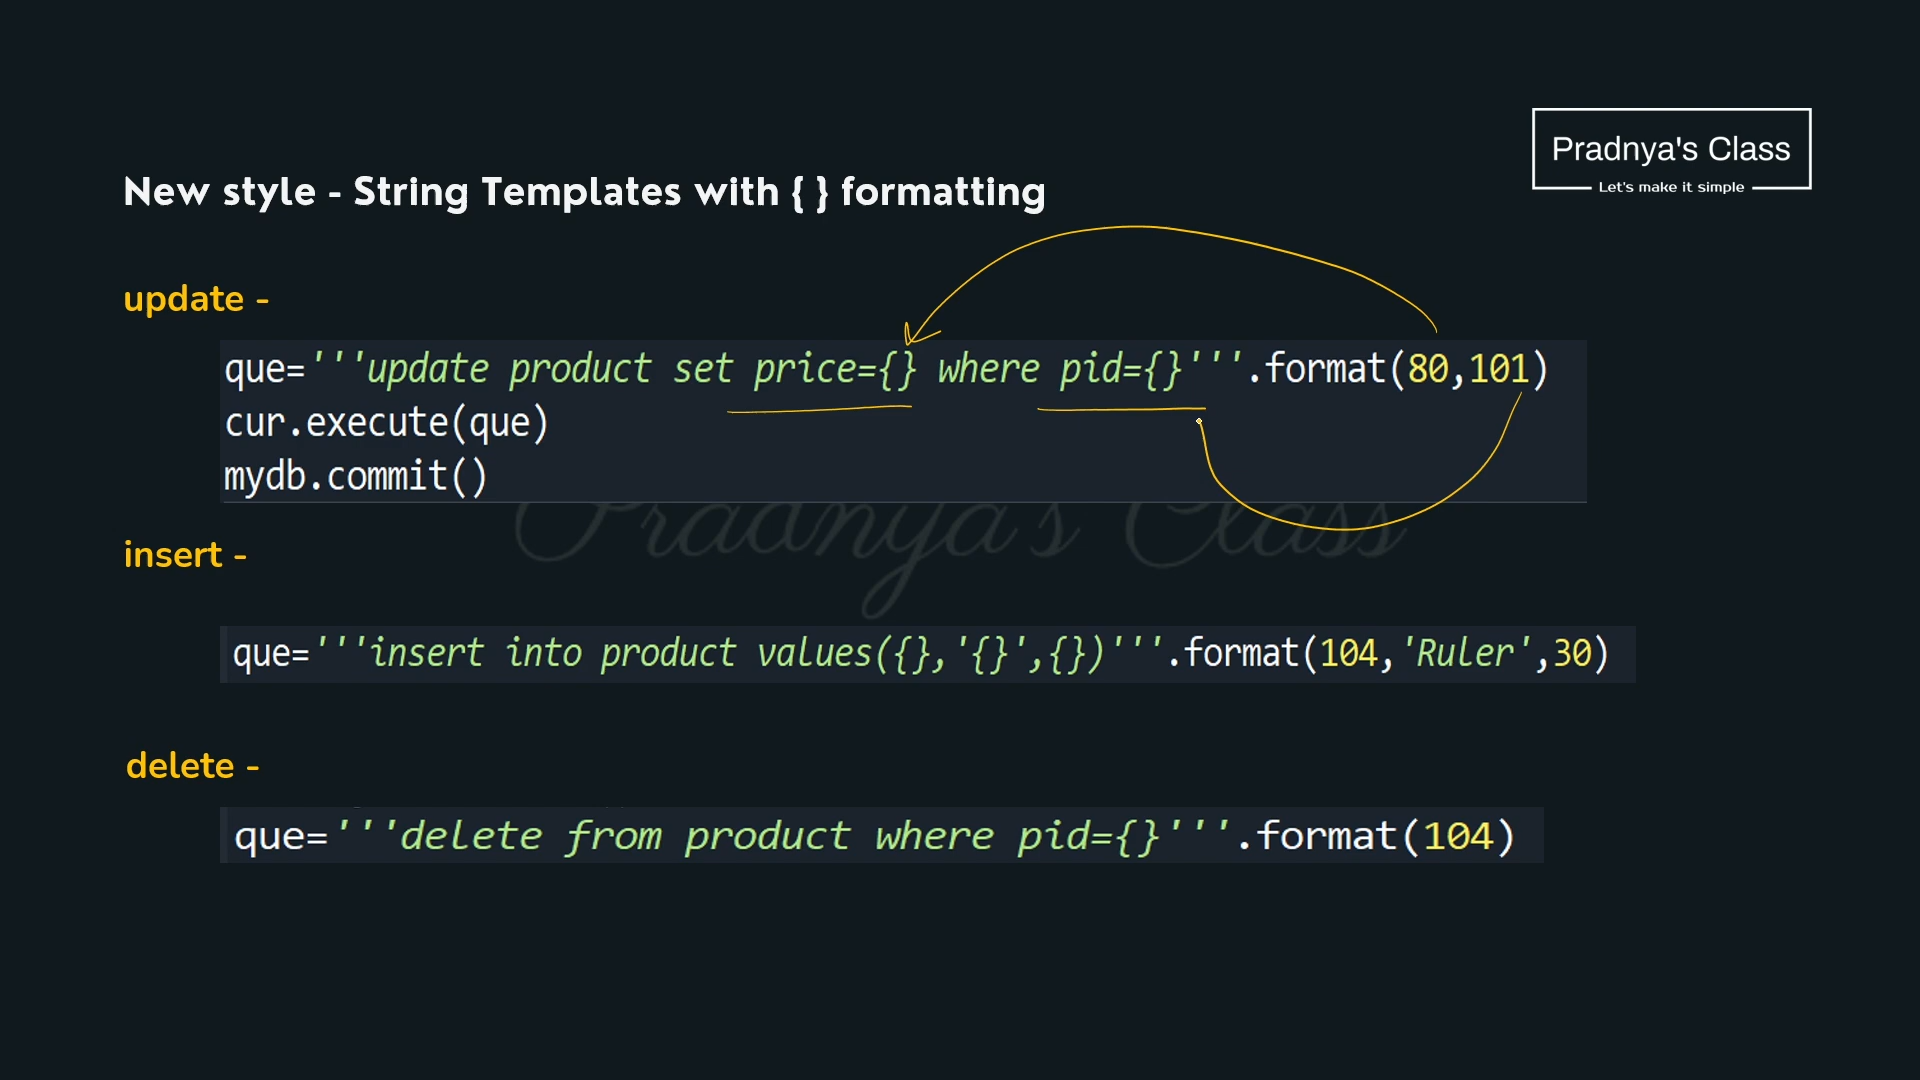 Pradnya's Class
Let's make it simple
New style - String Templates with { } formatting
update -
que='''update product set price={} where pid={}'''.format(80,101)
cur.execute(que)
mydb.commit()
Pradnya's Class
insert -
que='''insert into product values({},'{}',{})'''.format(104,'Ruler',30)
delete -
que='''delete from product where pid={}'''.format(104)